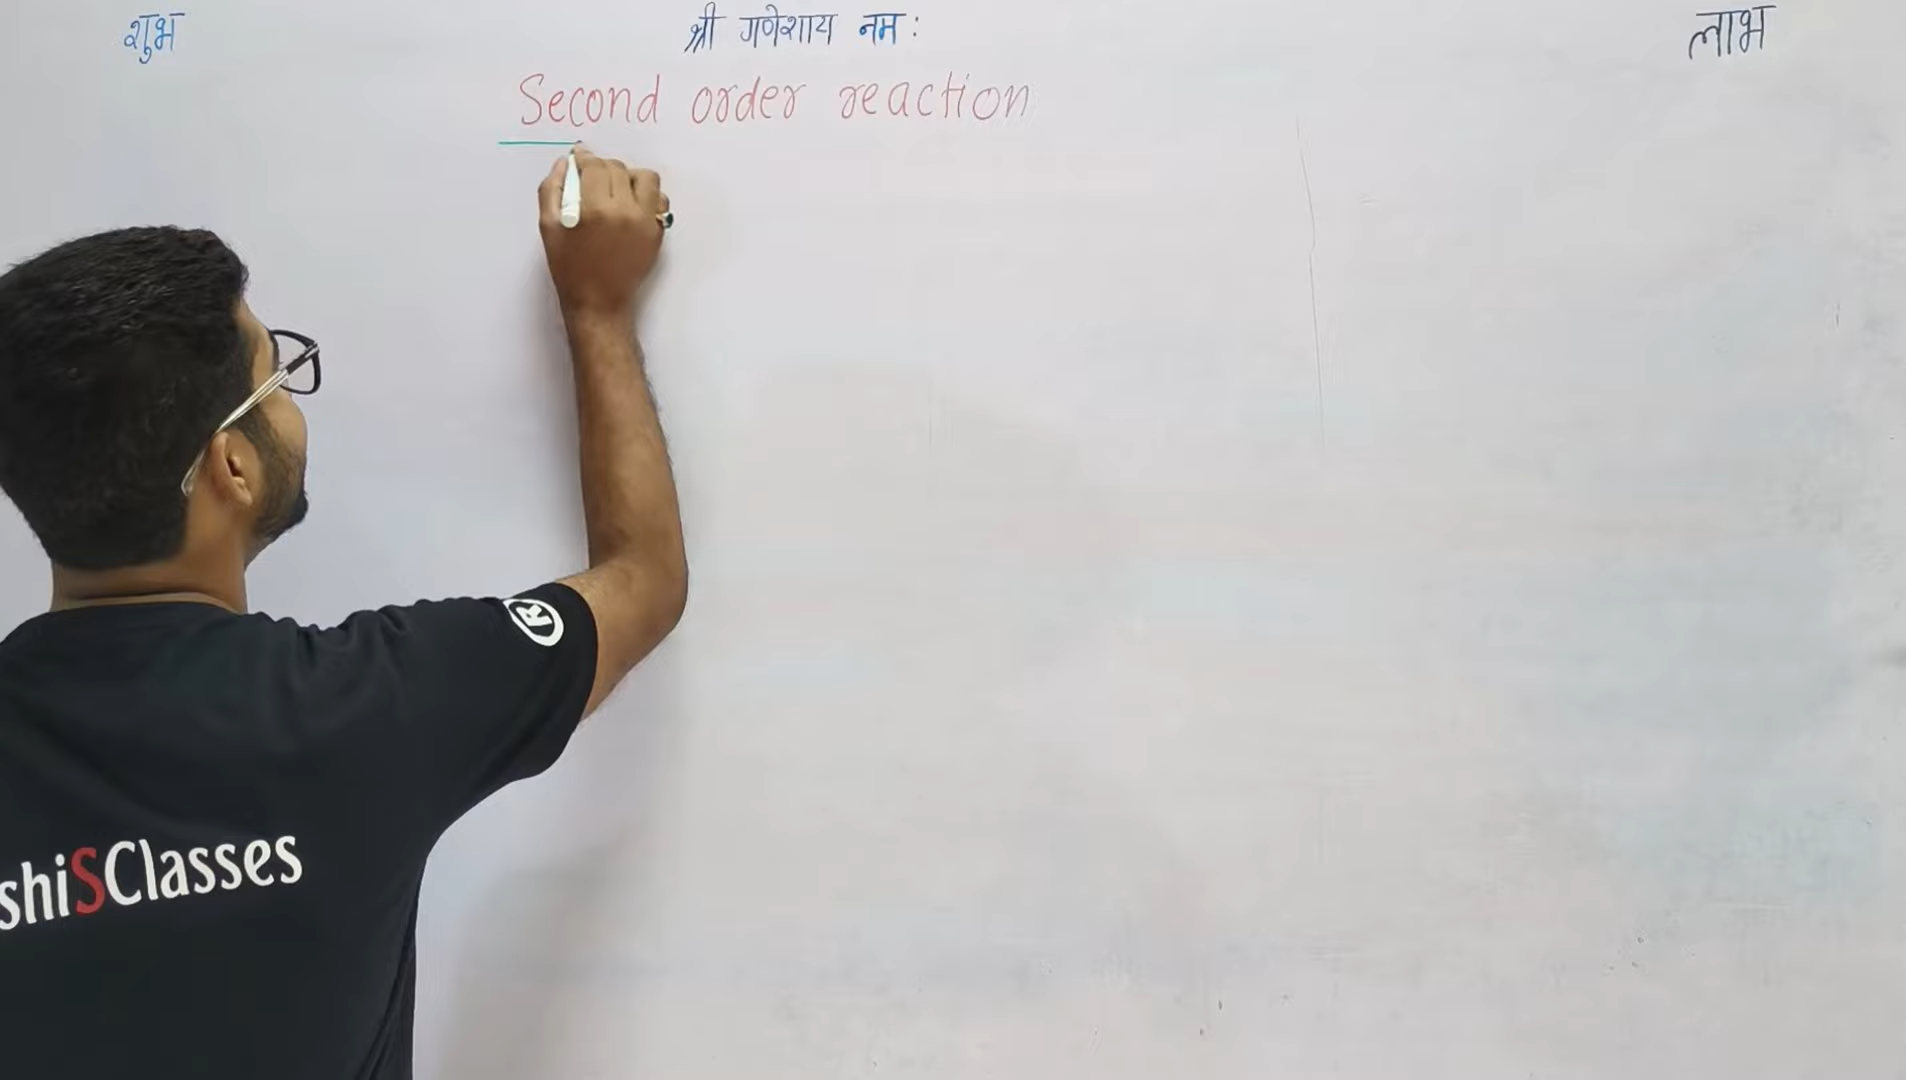 शुभ श्री गणेशाय नम: लाभ
Second order reaction
R
shiSClasses